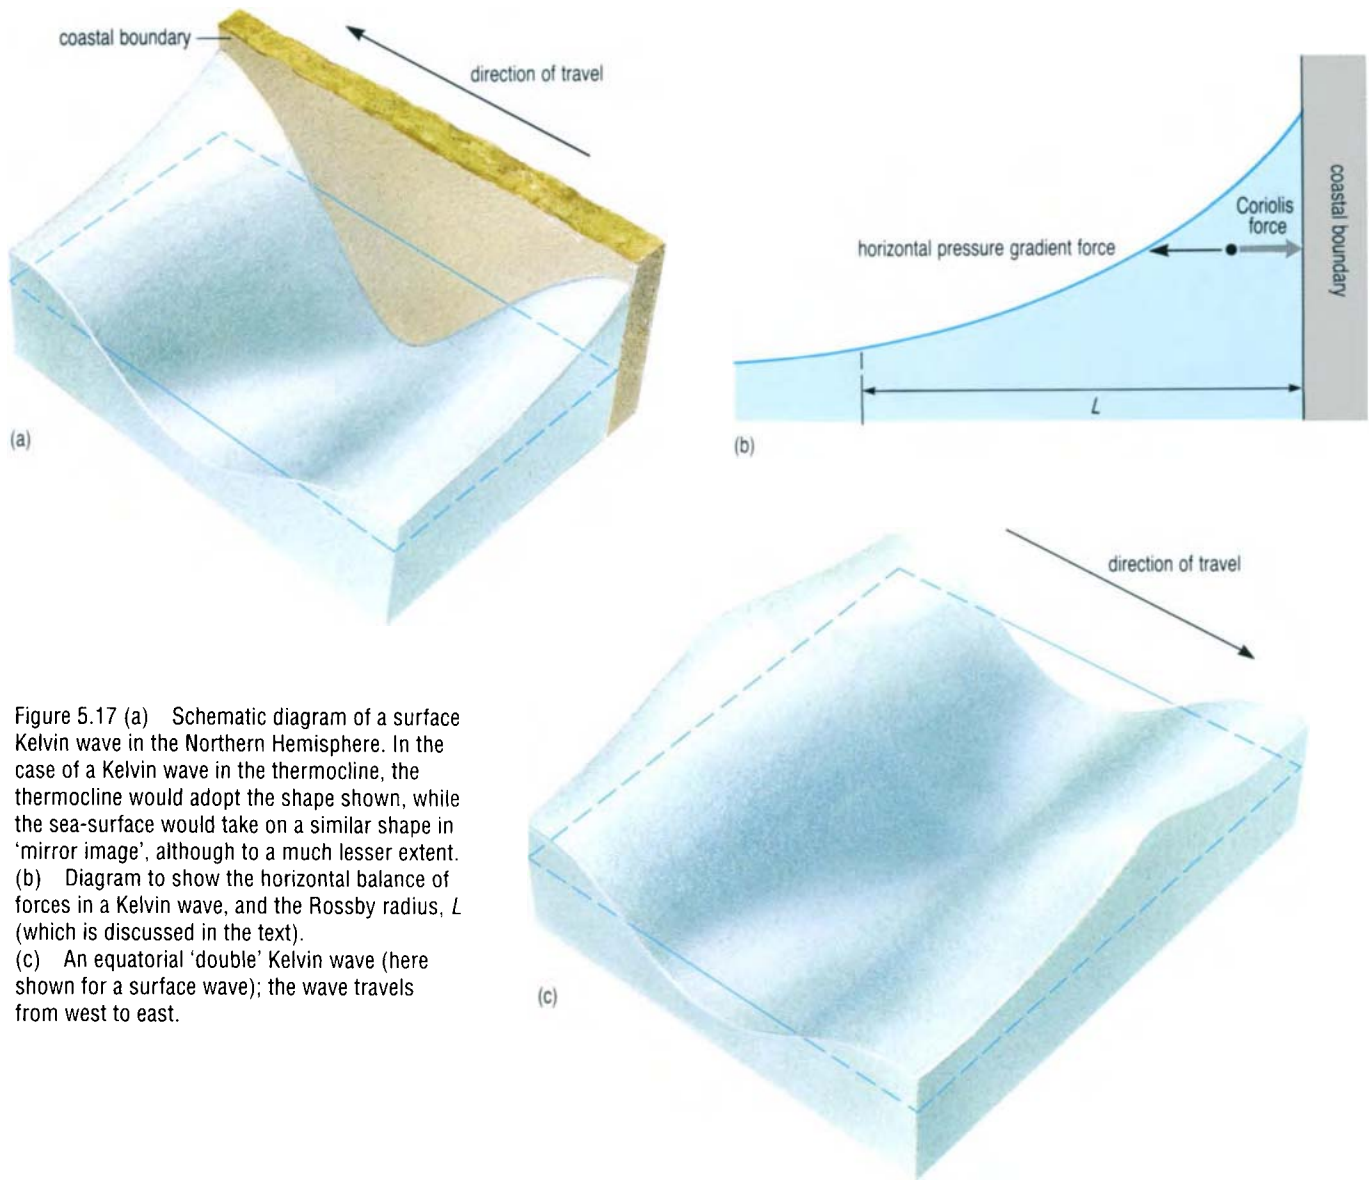 coastal boundary
direction of travel
(a)
horizontal pressure gradient force
Coriolis
force
coastal boundary
L
(b)
direction of travel
Figure 5.17 (a) Schematic diagram of a surface
Kelvin wave in the Northern Hemisphere. In the
case of a Kelvin wave in the thermocline, the
thermocline would adopt the shape shown, while
the sea-surface would take on a similar shape in
'mirror image', although to a much lesser extent.
(b) Diagram to show the horizontal balance of
forces in a Kelvin wave, and the Rossby radius, L
(which is discussed in the text).
(c) An equatorial 'double' Kelvin wave (here
shown for a surface wave); the wave travels
from west to east.
(c)